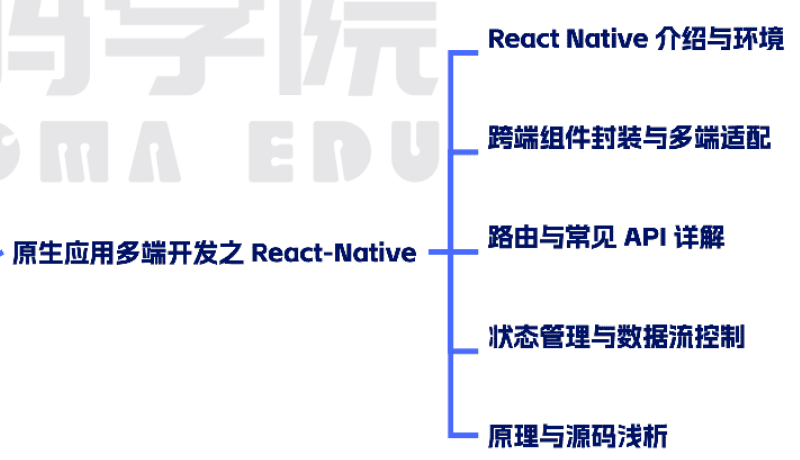 码学院
OMA EDU
React Native 介绍与环境
跨端组件封装与多端适配
原生应用多端开发之 React-Native
路由与常见 API 详解
状态管理与数据流控制
原理与源码浅析